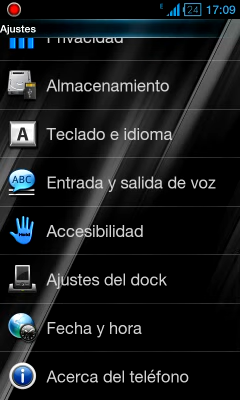 E 24 17:09
Ajustes
Privacidad
Almacenamiento
A Teclado e idioma
ABC Entrada y salida de voz
Accesibilidad
Ajustes del dock
Fecha y hora
Acerca del teléfono